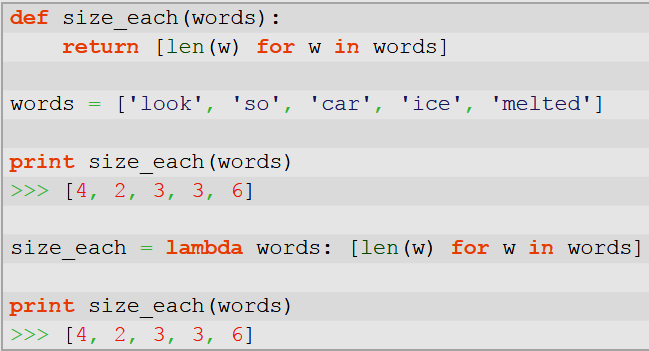 def size_each(words):
    return [len(w) for w in words]
words = ['look', 'so', 'car', 'ice', 'melted']
print size_each(words)
>>> [4, 2, 3, 3, 6]
size_each = lambda words: [len(w) for w in words]
print size_each(words)
>>> [4, 2, 3, 3, 6]